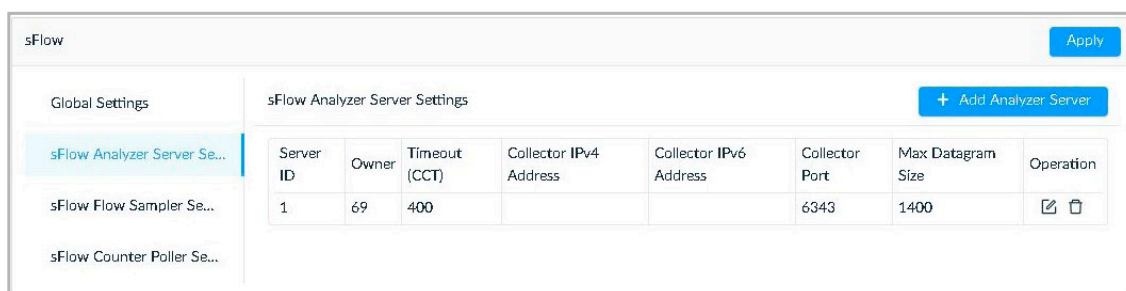 sFlow
Apply
Global Settings
sFlow Analyzer Server Settings
+ Add Analyzer Server
sFlow Analyzer Server Se...
Server ID Owner Timeout (CCT) Collector IPv4 Address Collector IPv6 Address Collector Port Max Datagram Size Operation
1 69 400 6343 1400
sFlow Flow Sampler Se...
sFlow Counter Poller Se...